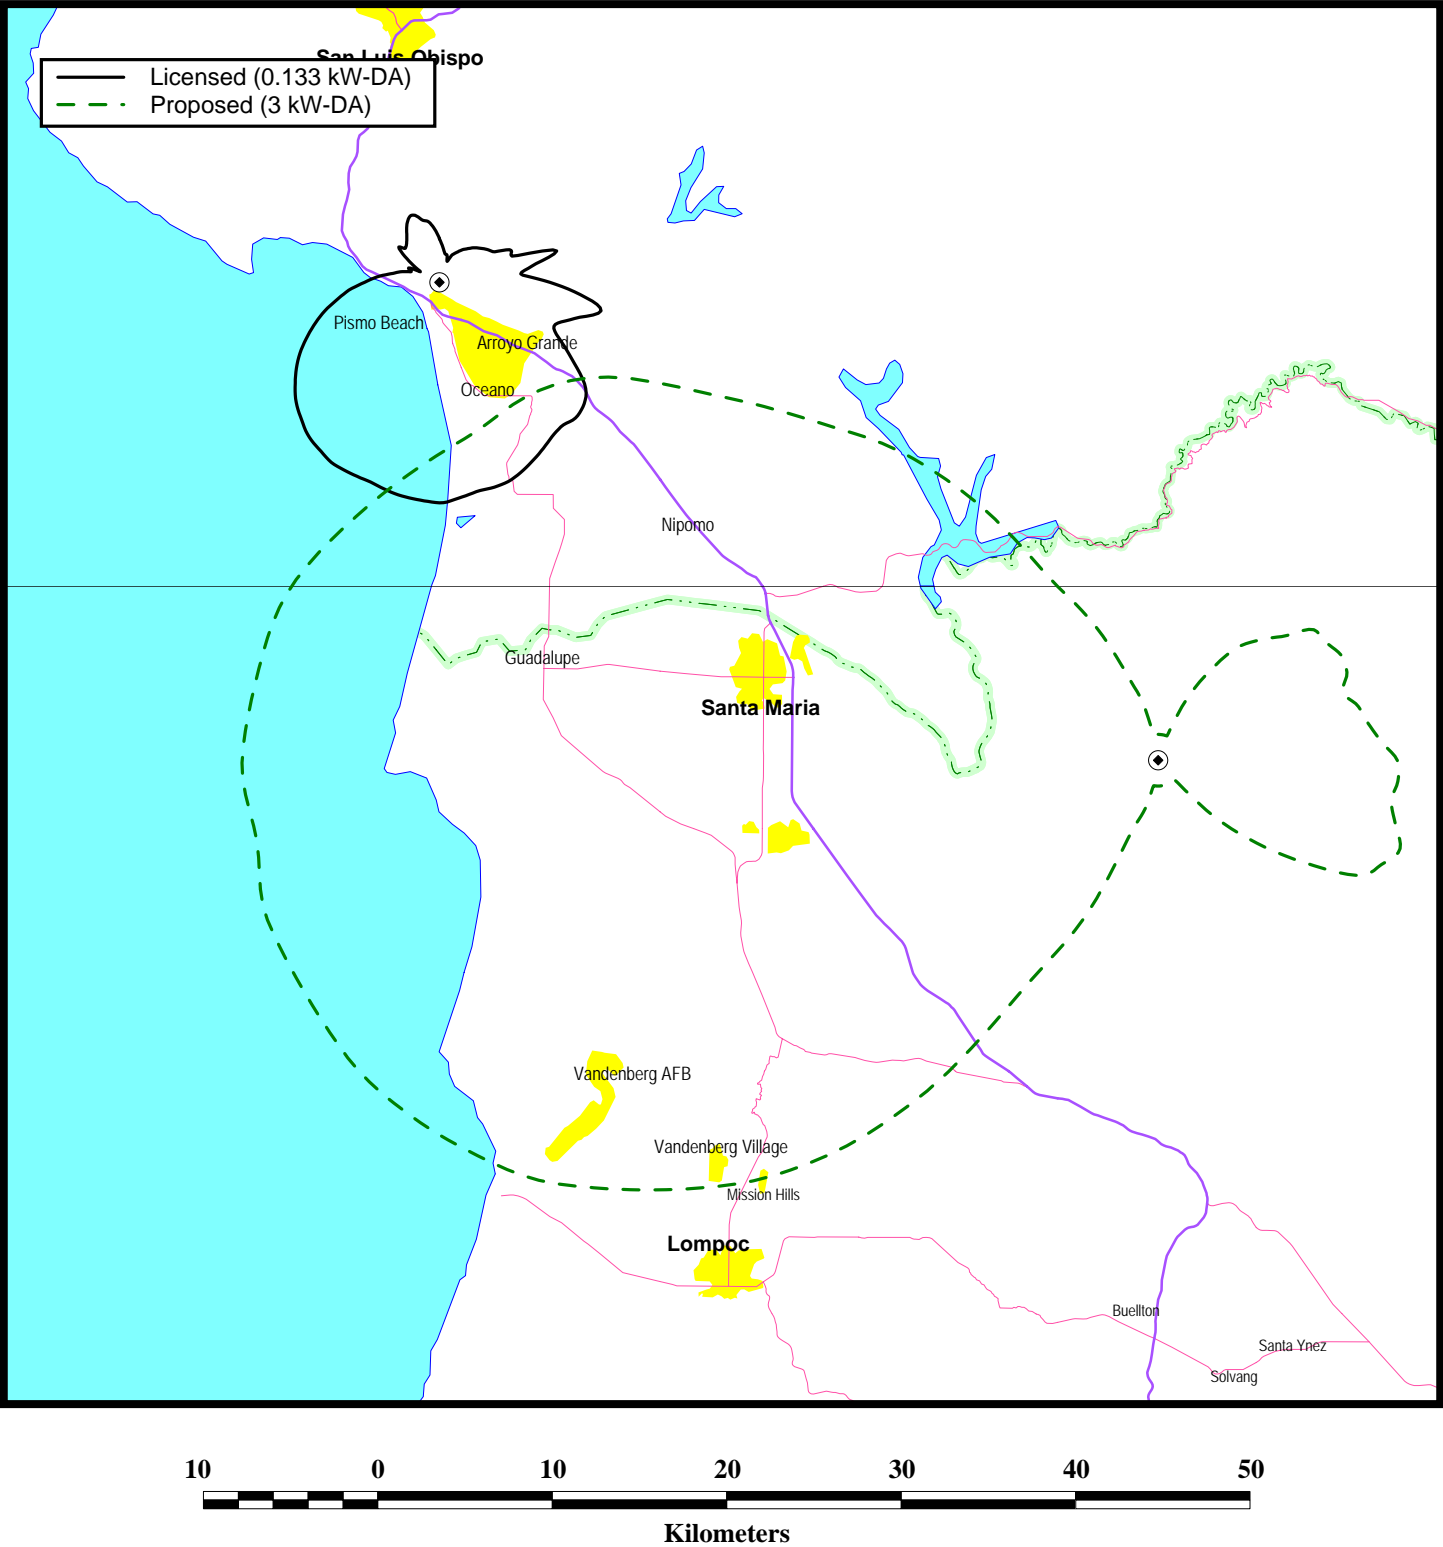 San Luis Obispo
Licensed (0.133 kW-DA)
Proposed (3 kW-DA)
Pismo Beach
Arroyo Grande
Oceano
Nipomo
Guadalupe
Santa Maria
Vandenberg AFB
Vandenberg Village
Mission Hills
Lompoc
Buellton
Santa Ynez
Solvang
10 0 10 20 30 40 50
Kilometers